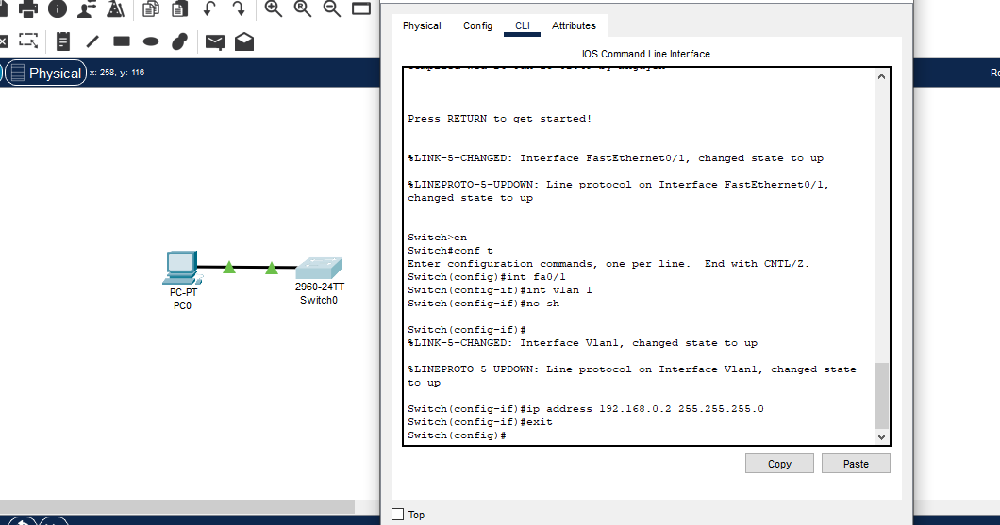 Physical
Config
CLI
Attributes
IOS Command Line Interface
Physical
x: 258, y: 116
Press RETURN to get started!
%LINK-5-CHANGED: Interface FastEthernet0/1, changed state to up
%LINEPROTO-5-UPDOWN: Line protocol on Interface FastEthernet0/1,
changed state to up
Switch>en
Switch#conf t
Enter configuration commands, one per line.  End with CNTL/Z.
Switch(config)#int fa0/1
Switch(config-if)#int vlan 1
Switch(config-if)#no sh
Switch(config-if)#
%LINK-5-CHANGED: Interface Vlan1, changed state to up
%LINEPROTO-5-UPDOWN: Line protocol on Interface Vlan1, changed state
to up
Switch(config-if)#ip address 192.168.0.2 255.255.255.0
Switch(config-if)#exit
Switch(config)#
PC-PT
PC0
2960-24TT
Switch0
Copy
Paste
Top